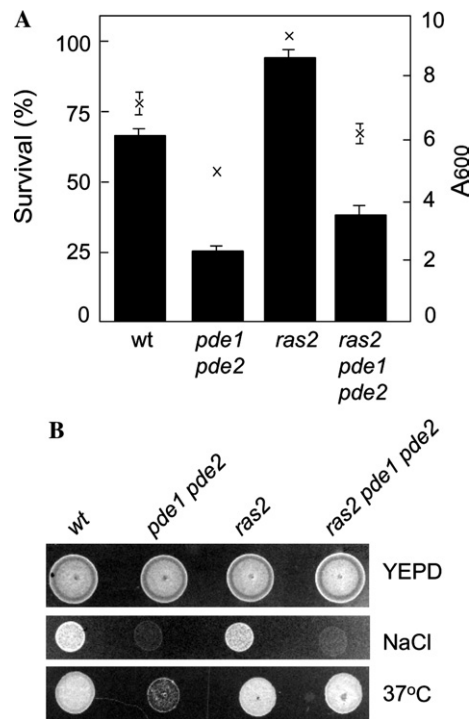 A
100
75
50
25
0
Survival (%)
10
8
6
4
2
0
A600
wt
pde1
pde2
ras2
ras2
pde1
pde2
B
wt
pde1 pde2
ras2
ras2 pde1 pde2
YEPD
NaCl
37°C